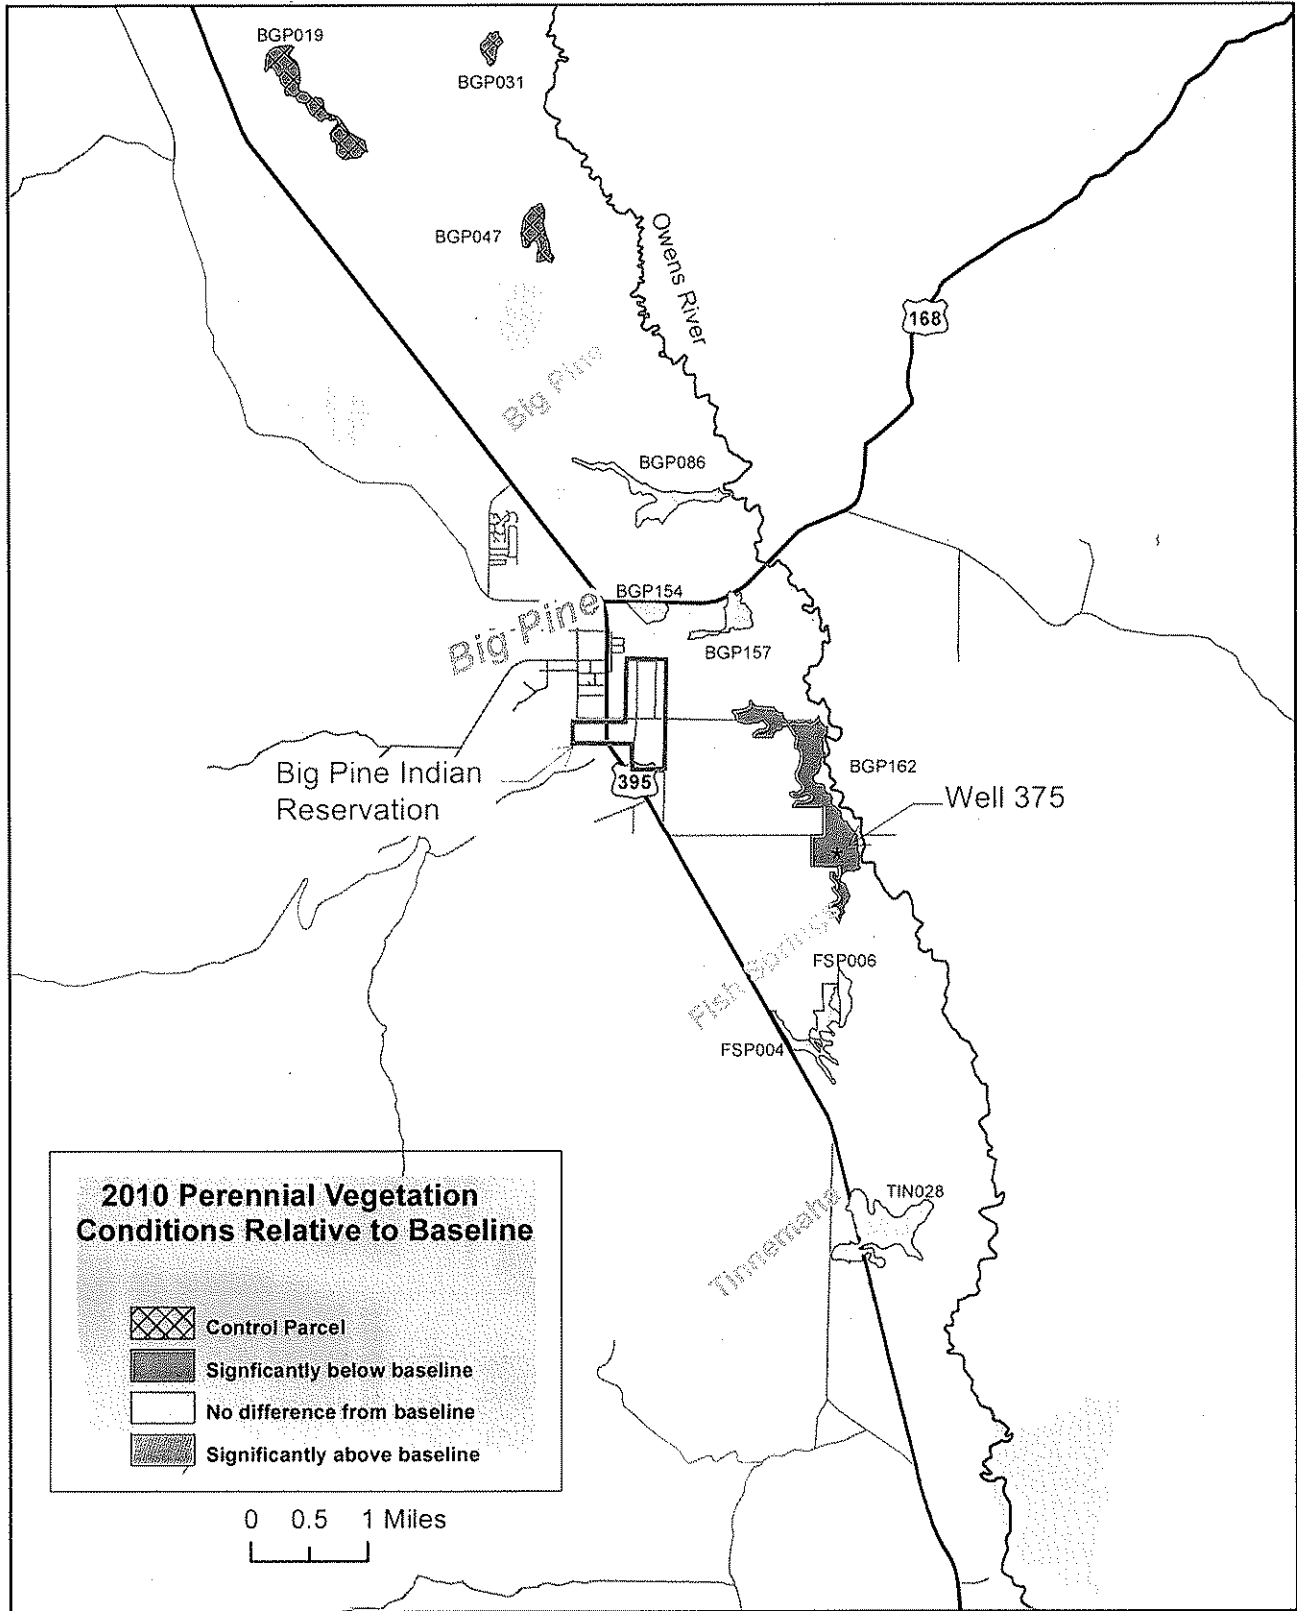 BGP019
BGP031
BGP047
Owens River
168
Big Pine
BGP086
BGP154
Big Pine
BGP157
Big Pine Indian
Reservation
395
BGP162
Well 375
Fish Springs
FSP006
FSP004
TIN028
Tinnemaha
2010 Perennial Vegetation
Conditions Relative to Baseline
Control Parcel
Signficantly below baseline
No difference from baseline
Significantly above baseline
0 0.5 1 Miles